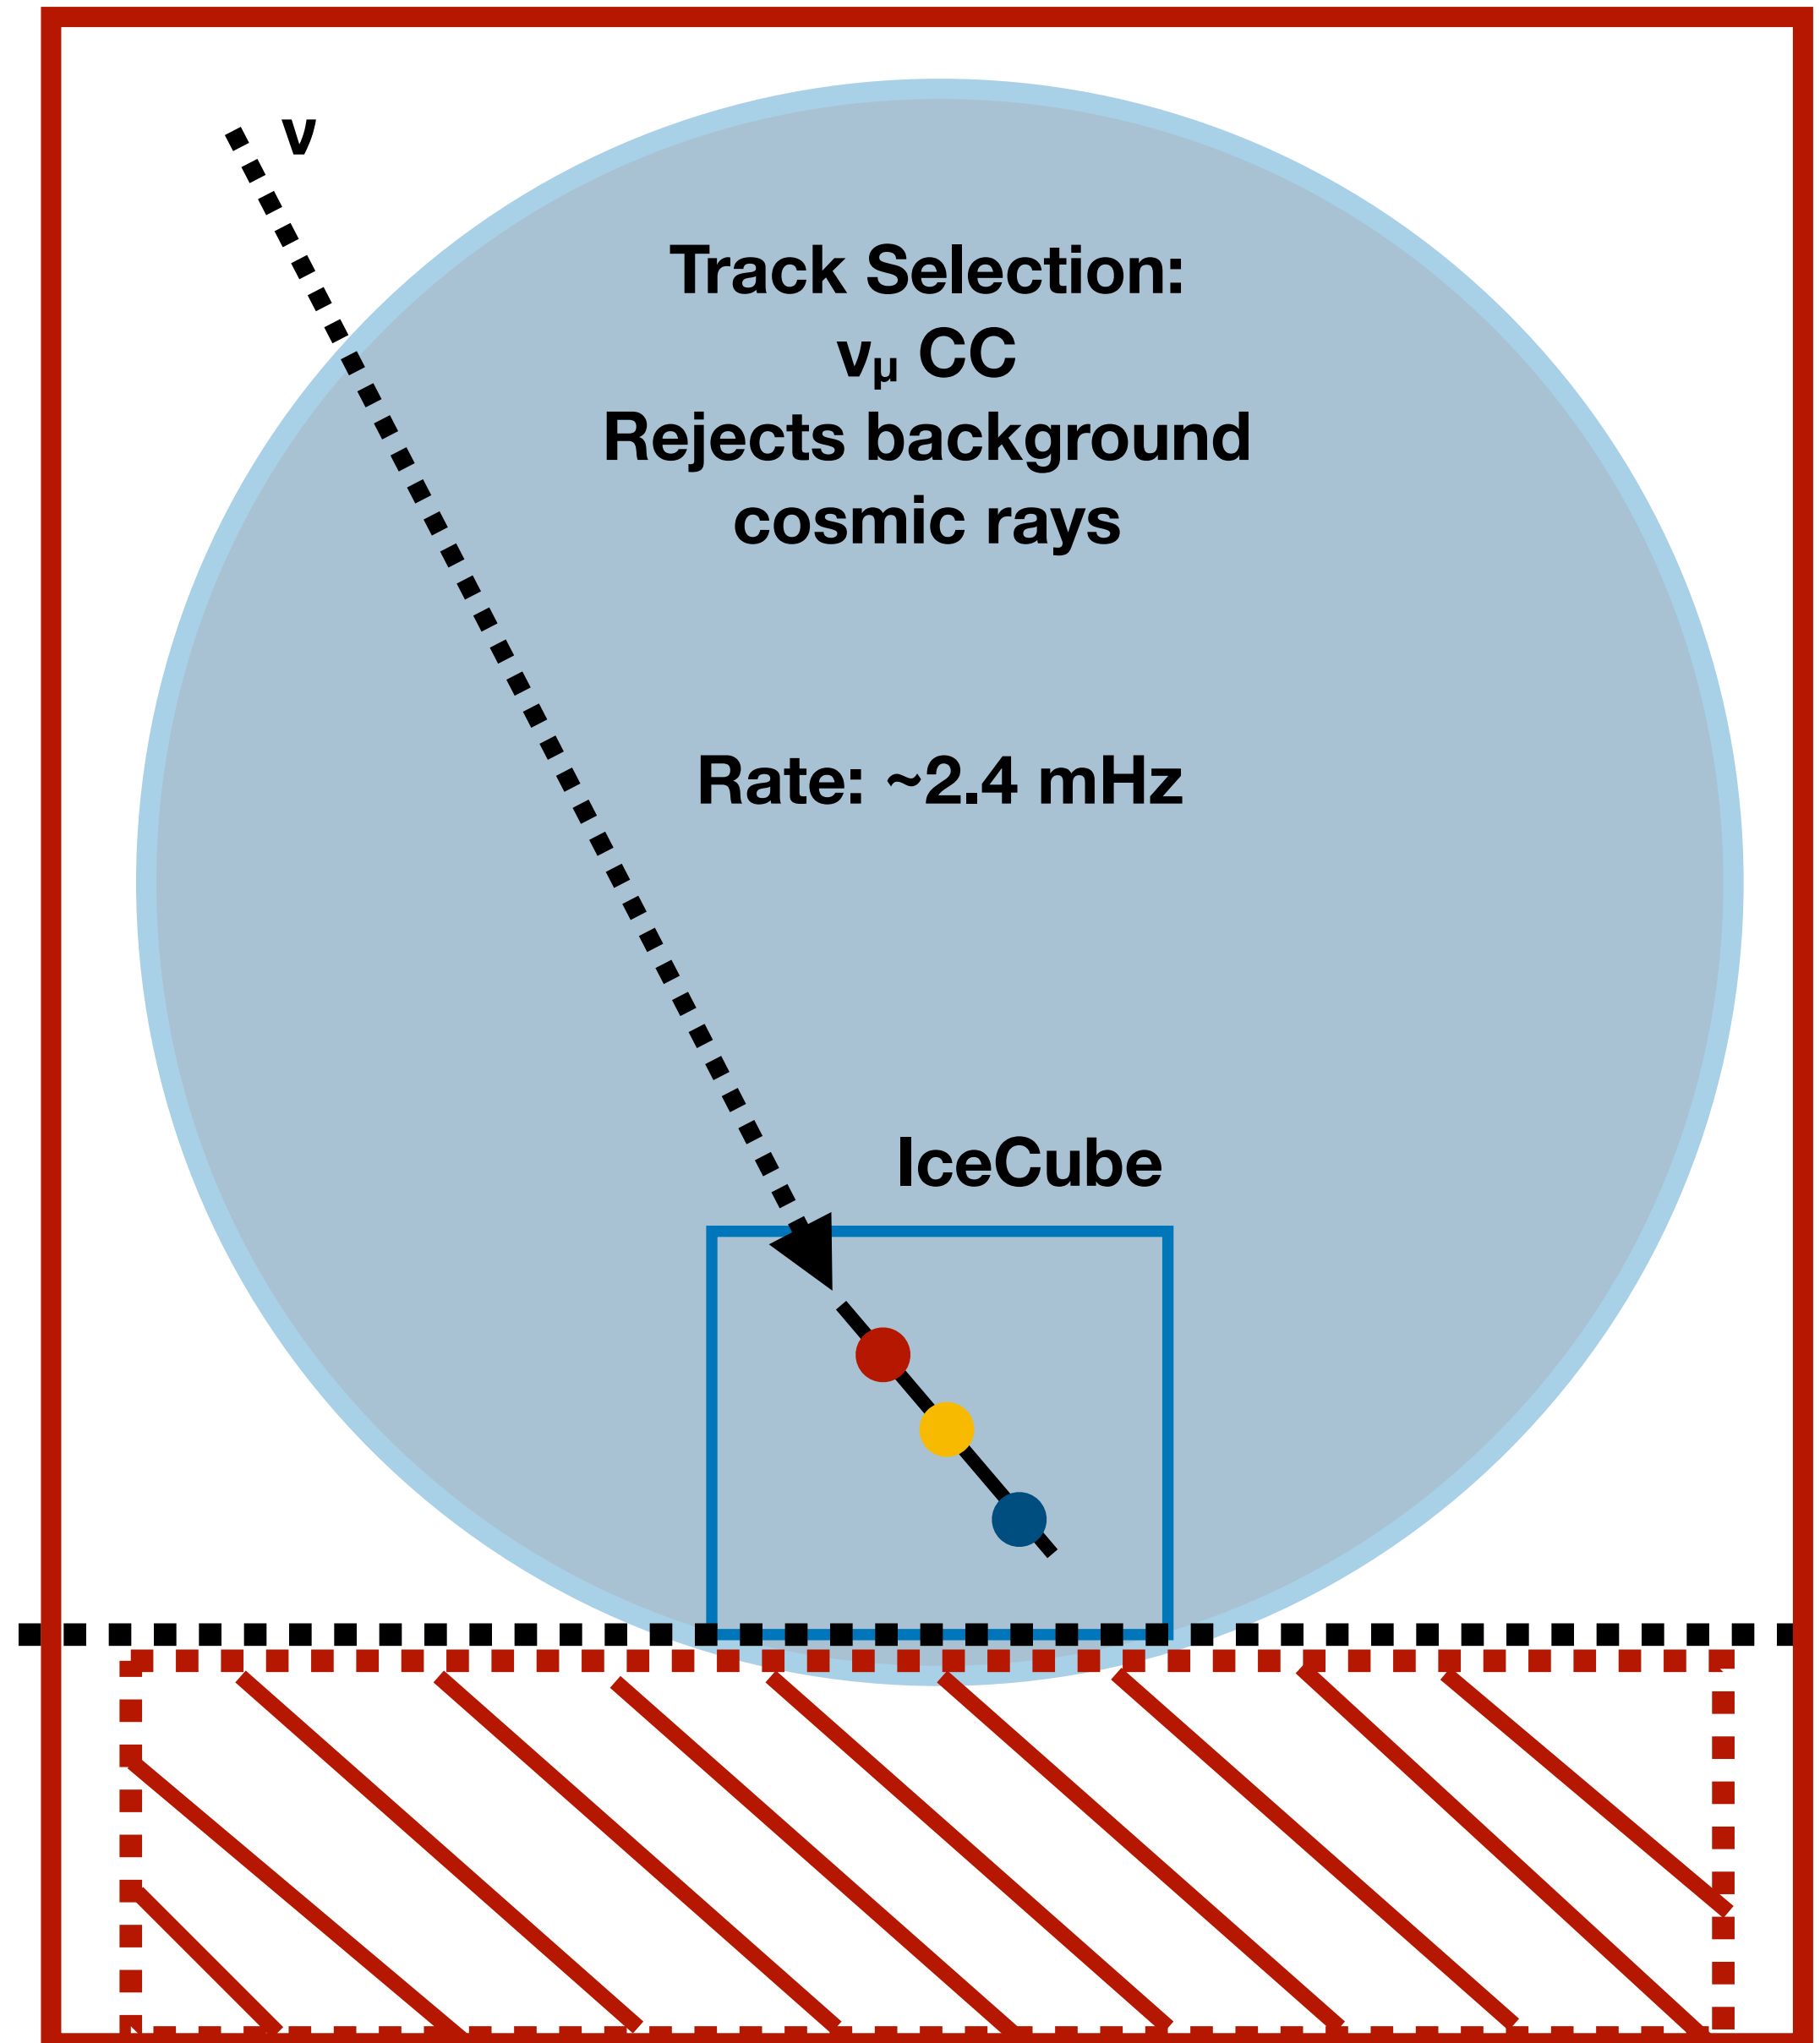 ν
Track Selection:
νμ CC
Rejects background
cosmic rays
Rate: ~2.4 mHz
IceCube